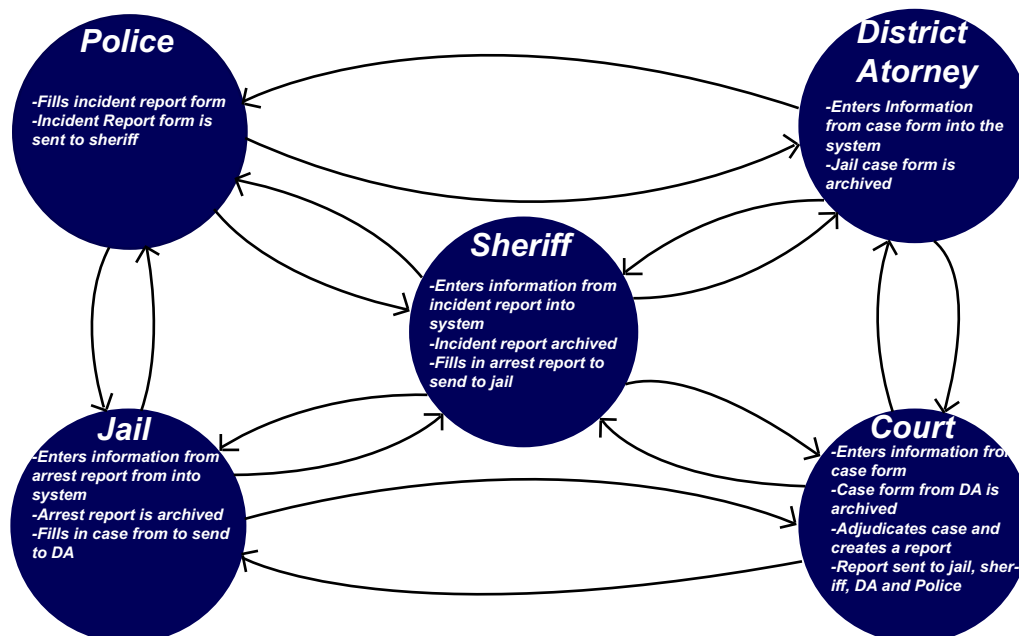 Police
-Fills incident report form
-Incident Report form is
sent to sheriff
District
Atorney
-Enters Information
from case form into the
system
-Jail case form is
archived
Sheriff
-Enters information from
incident report into
system
-Incident report archived
-Fills in arrest report to
send to jail
Jail
-Enters information from
arrest report from into
system
-Arrest report is archived
-Fills in case from to send
to DA
Court
-Enters information from
case form
-Case form from DA is
archived
-Adjudicates case and
creates a report
-Report sent to jail, sher-
iff, DA and Police